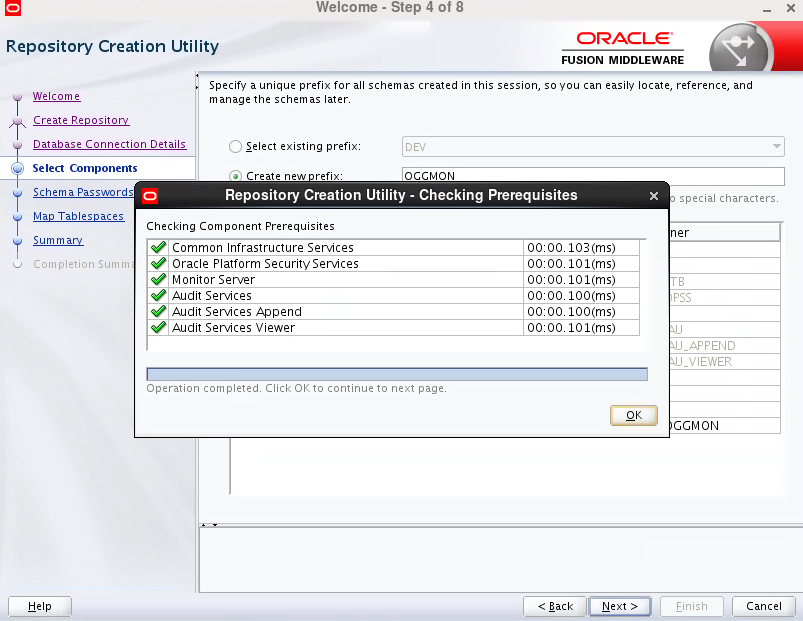 Welcome - Step 4 of 8
Repository Creation Utility
ORACLE
FUSION MIDDLEWARE
Welcome
Create Repository
Database Connection Details
Select Components
Schema Passwords
Map Tablespaces
Summary
Completion Summa
Specify a unique prefix for all schemas created in this session, so you can easily locate, reference, and
manage the schemas later.
Select existing prefix:
DEV
Create new prefix:
OGGMON
o special characters.
ner
TB
OPSS
AU
AU_APPEND
AU_VIEWER
OGGMON
Repository Creation Utility - Checking Prerequisites
Checking Component Prerequisites
Common Infrastructure Services 00:00.103(ms)
Oracle Platform Security Services 00:00.101(ms)
Monitor Server 00:00.101(ms)
Audit Services 00:00.100(ms)
Audit Services Append 00:00.100(ms)
Audit Services Viewer 00:00.101(ms)
Operation completed. Click OK to continue to next page.
OK
Help
< Back
Next >
Finish
Cancel